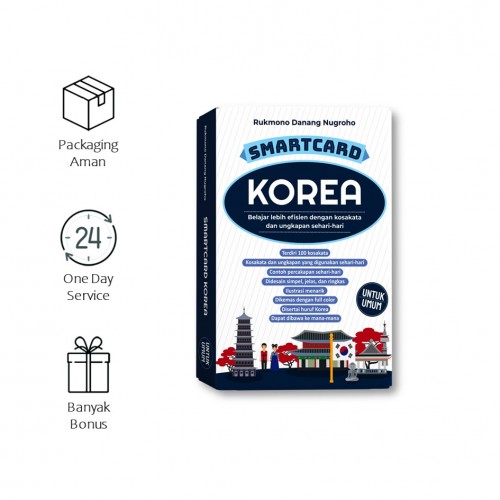 Packaging
Aman
24
One Day
Service
Banyak
Bonus
Rukmono Danang Nugroho
SMARTCARD
KOREA
Belajar lebih efisien dengan kosakata
dan ungkapan sehari-hari
Terdiri 100 kosakata
Kosakata dan ungkapan yang digunakan sehari-hari
Contoh percakapan sehari-hari
Didesain simpel, jelas, dan ringkas
Ilustrasi menarik
Dikemas dengan full color
Disertai huruf Korea
Dapat dibawa ke mana-mana
UNTUK
UMUM
Rukmono Danang Nugroho
SMARTCARD KOREA
UNTUK
UMUM